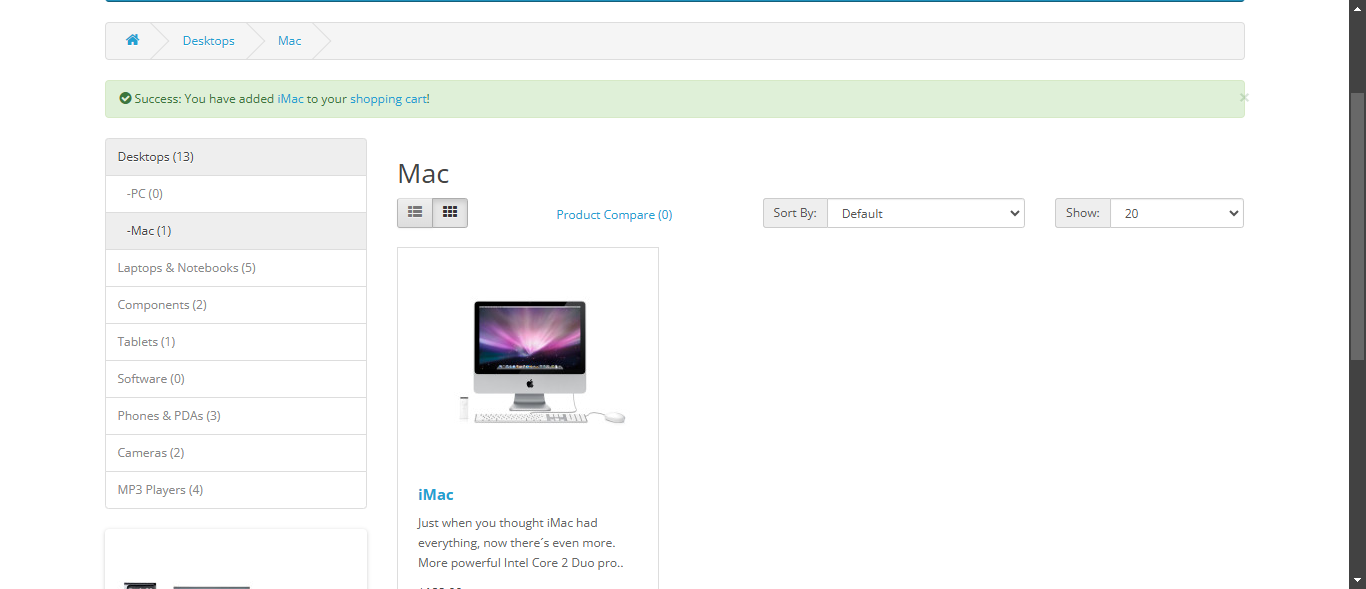 Desktops
Mac
Success: You have added iMac to your shopping cart!
×
Desktops (13)
-PC (0)
-Mac (1)
Laptops & Notebooks (5)
Components (2)
Tablets (1)
Software (0)
Phones & PDAs (3)
Cameras (2)
MP3 Players (4)
Mac
Product Compare (0)
Sort By:
Default
Show:
20
iMac
Just when you thought iMac had
everything, now there´s even more.
More powerful Intel Core 2 Duo pro..